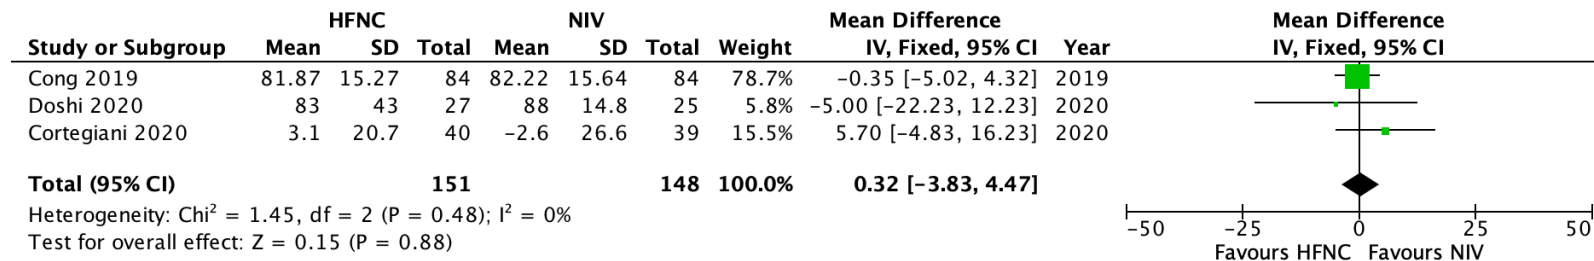 HFNC NIV Mean Difference Mean Difference
Study or Subgroup Mean SD Total Mean SD Total Weight IV, Fixed, 95% CI Year IV, Fixed, 95% CI
Cong 2019 81.87 15.27 84 82.22 15.64 84 78.7% −0.35 [−5.02, 4.32] 2019
Doshi 2020 83 43 27 88 14.8 25 5.8% −5.00 [−22.23, 12.23] 2020
Cortegiani 2020 3.1 20.7 40 −2.6 26.6 39 15.5% 5.70 [−4.83, 16.23] 2020
Total (95% CI) 151 148 100.0% 0.32 [−3.83, 4.47]
Heterogeneity: Chi² = 1.45, df = 2 (P = 0.48); I² = 0%
Test for overall effect: Z = 0.15 (P = 0.88)
−50 −25 0 25 50
Favours HFNC Favours NIV